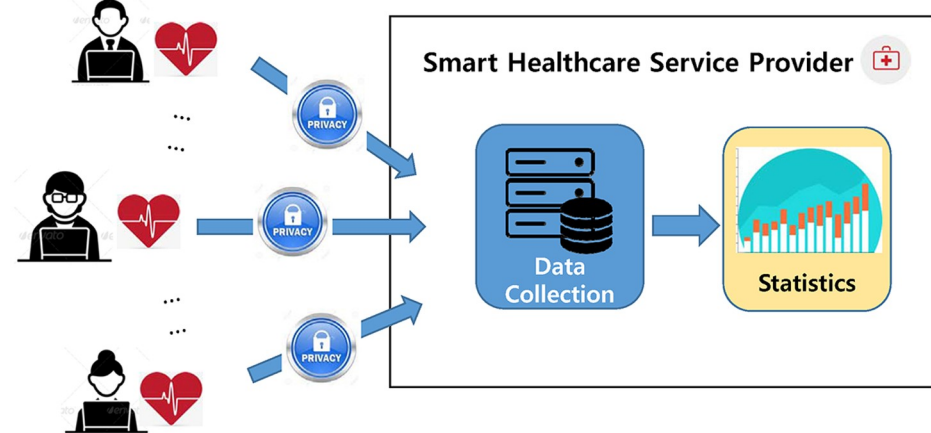 Smart Healthcare Service Provider
PRIVACY
...
...
PRIVACY
Data
Collection
Statistics
...
...
PRIVACY